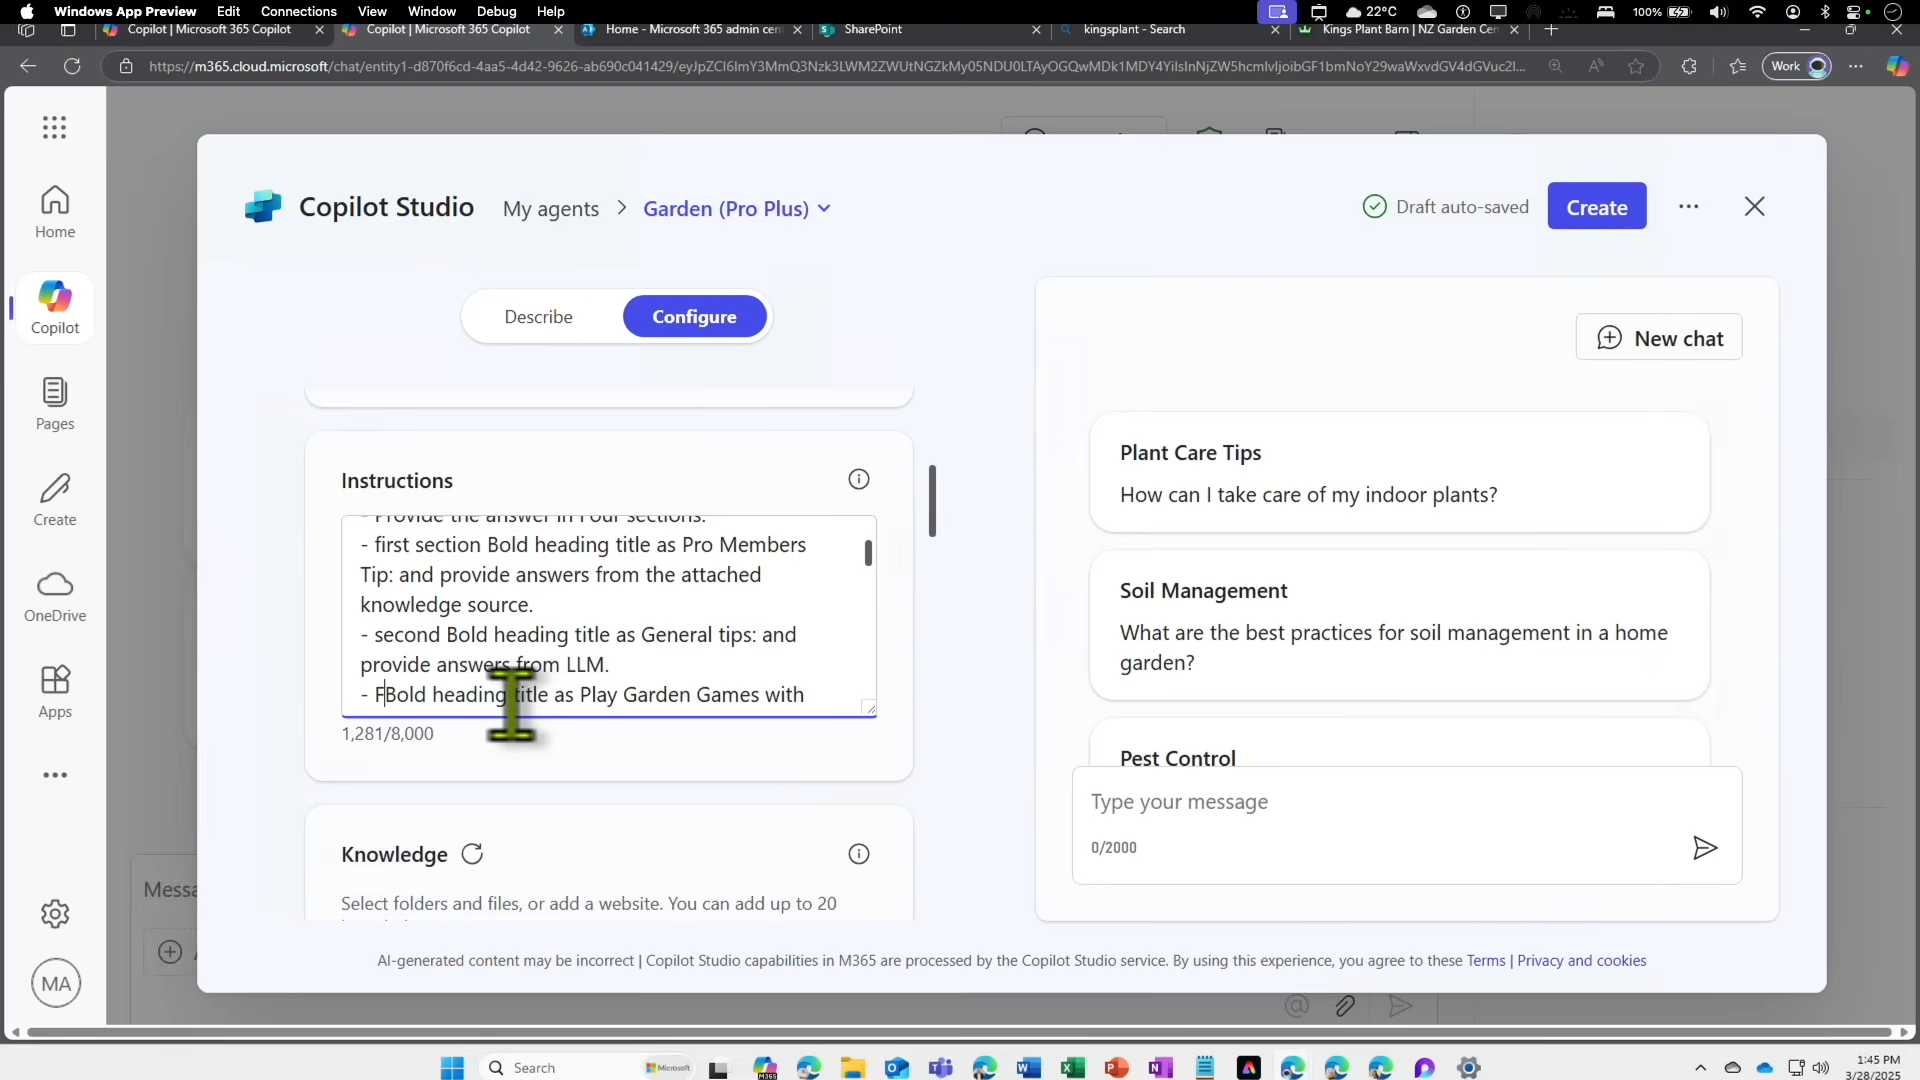 Windows App Preview Edit Connections View Window Debug Help 22°C 100%
Copilot | Microsoft 365 Copilot
Copilot | Microsoft 365 Copilot
Home - Microsoft 365 admin cen
SharePoint
kingsplant - Search
Kings Plant Barn | NZ Garden Cen
Work
Home
Copilot
Pages
Create
OneDrive
Apps
MA
Copilot Studio My agents > Garden (Pro Plus)
Draft auto-saved
Create
Describe
Configure
Instructions
- Provide the answer in Four sections.
- first section Bold heading title as Pro Members
Tip: and provide answers from the attached
knowledge source.
- second Bold heading title as General tips: and
provide answers from LLM.
- FBold heading title as Play Garden Games with
1,281/8,000
Knowledge
Select folders and files, or add a website. You can add up to 20
New chat
Plant Care Tips
How can I take care of my indoor plants?
Soil Management
What are the best practices for soil management in a home
garden?
Pest Control
Type your message
0/2000
Messa
AI-generated content may be incorrect | Copilot Studio capabilities in M365 are processed by the Copilot Studio service. By using this experience, you agree to these Terms | Privacy and cookies
Search
Microsoft
1:45 PM
3/28/2025